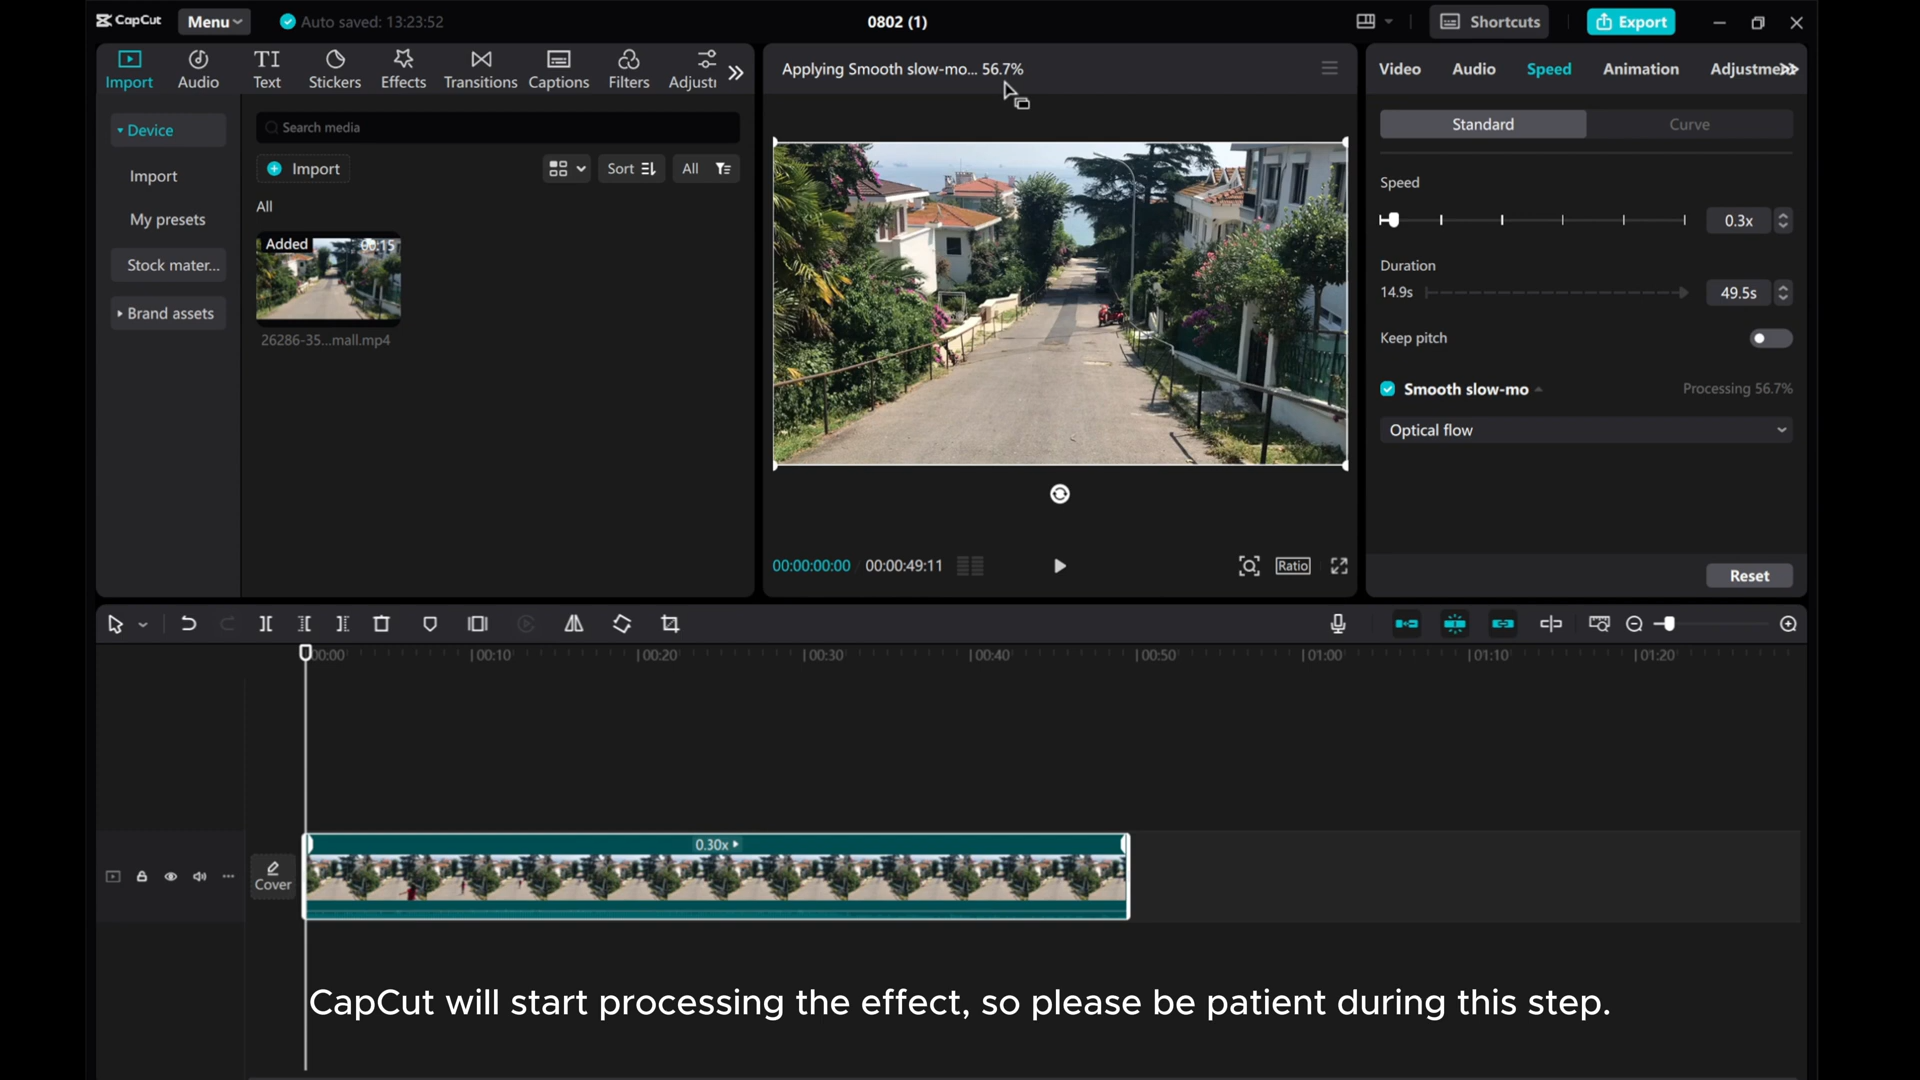 CapCut
Menu
Auto saved: 13:23:52
0802 (1)
Shortcuts
Export
Import
Audio
Text
Stickers
Effects
Transitions
Captions
Filters
Adjust
Applying Smooth slow-mo... 56.7%
Video
Audio
Speed
Animation
Adjustment
Device
Import
My presets
Stock mater...
Brand assets
Search media
Import
Sort
All
All
Added
00:15
26286-35...mall.mp4
00:00:00:00
00:00:49:11
Ratio
Standard
Curve
Speed
0.3x
Duration
14.9s
49.5s
Keep pitch
Smooth slow-mo
Processing 56.7%
Optical flow
Reset
00:00
00:10
00:20
00:30
00:40
00:50
01:00
01:10
01:20
Cover
0.30x
CapCut will start processing the effect, so please be patient during this step.